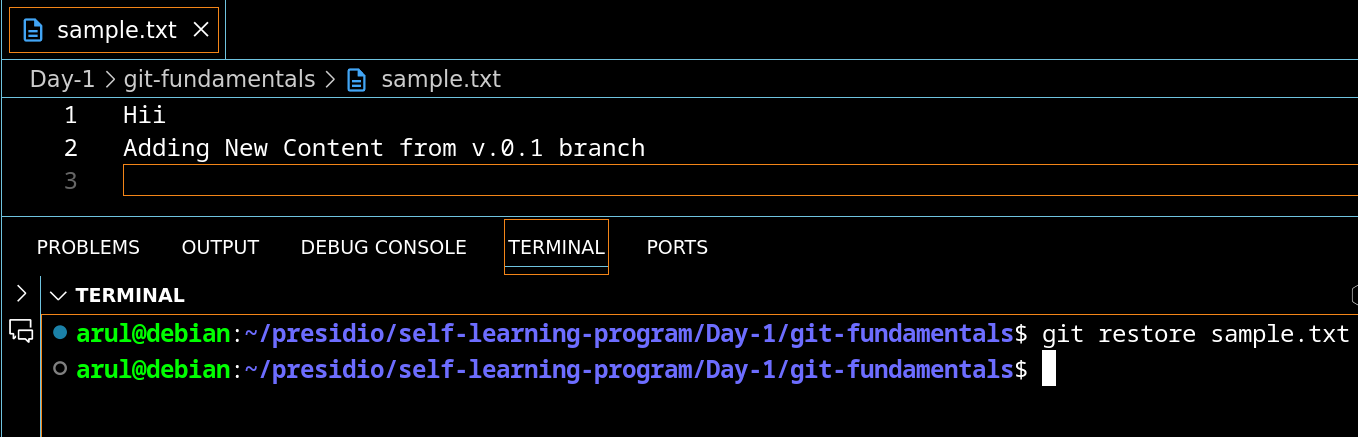 sample.txt
Day-1 > git-fundamentals > sample.txt
1 Hii
2 Adding New Content from v.0.1 branch
3
PROBLEMS OUTPUT DEBUG CONSOLE TERMINAL PORTS
TERMINAL
arul@debian:~/presidio/self-learning-program/Day-1/git-fundamentals$ git restore sample.txt
arul@debian:~/presidio/self-learning-program/Day-1/git-fundamentals$